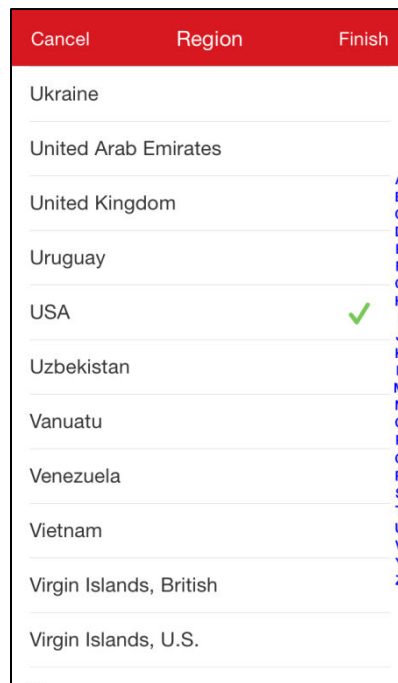 Cancel Region Finish
Ukraine
United Arab Emirates
United Kingdom
Uruguay
USA
Uzbekistan
Vanuatu
Venezuela
Vietnam
Virgin Islands, British
Virgin Islands, U.S.